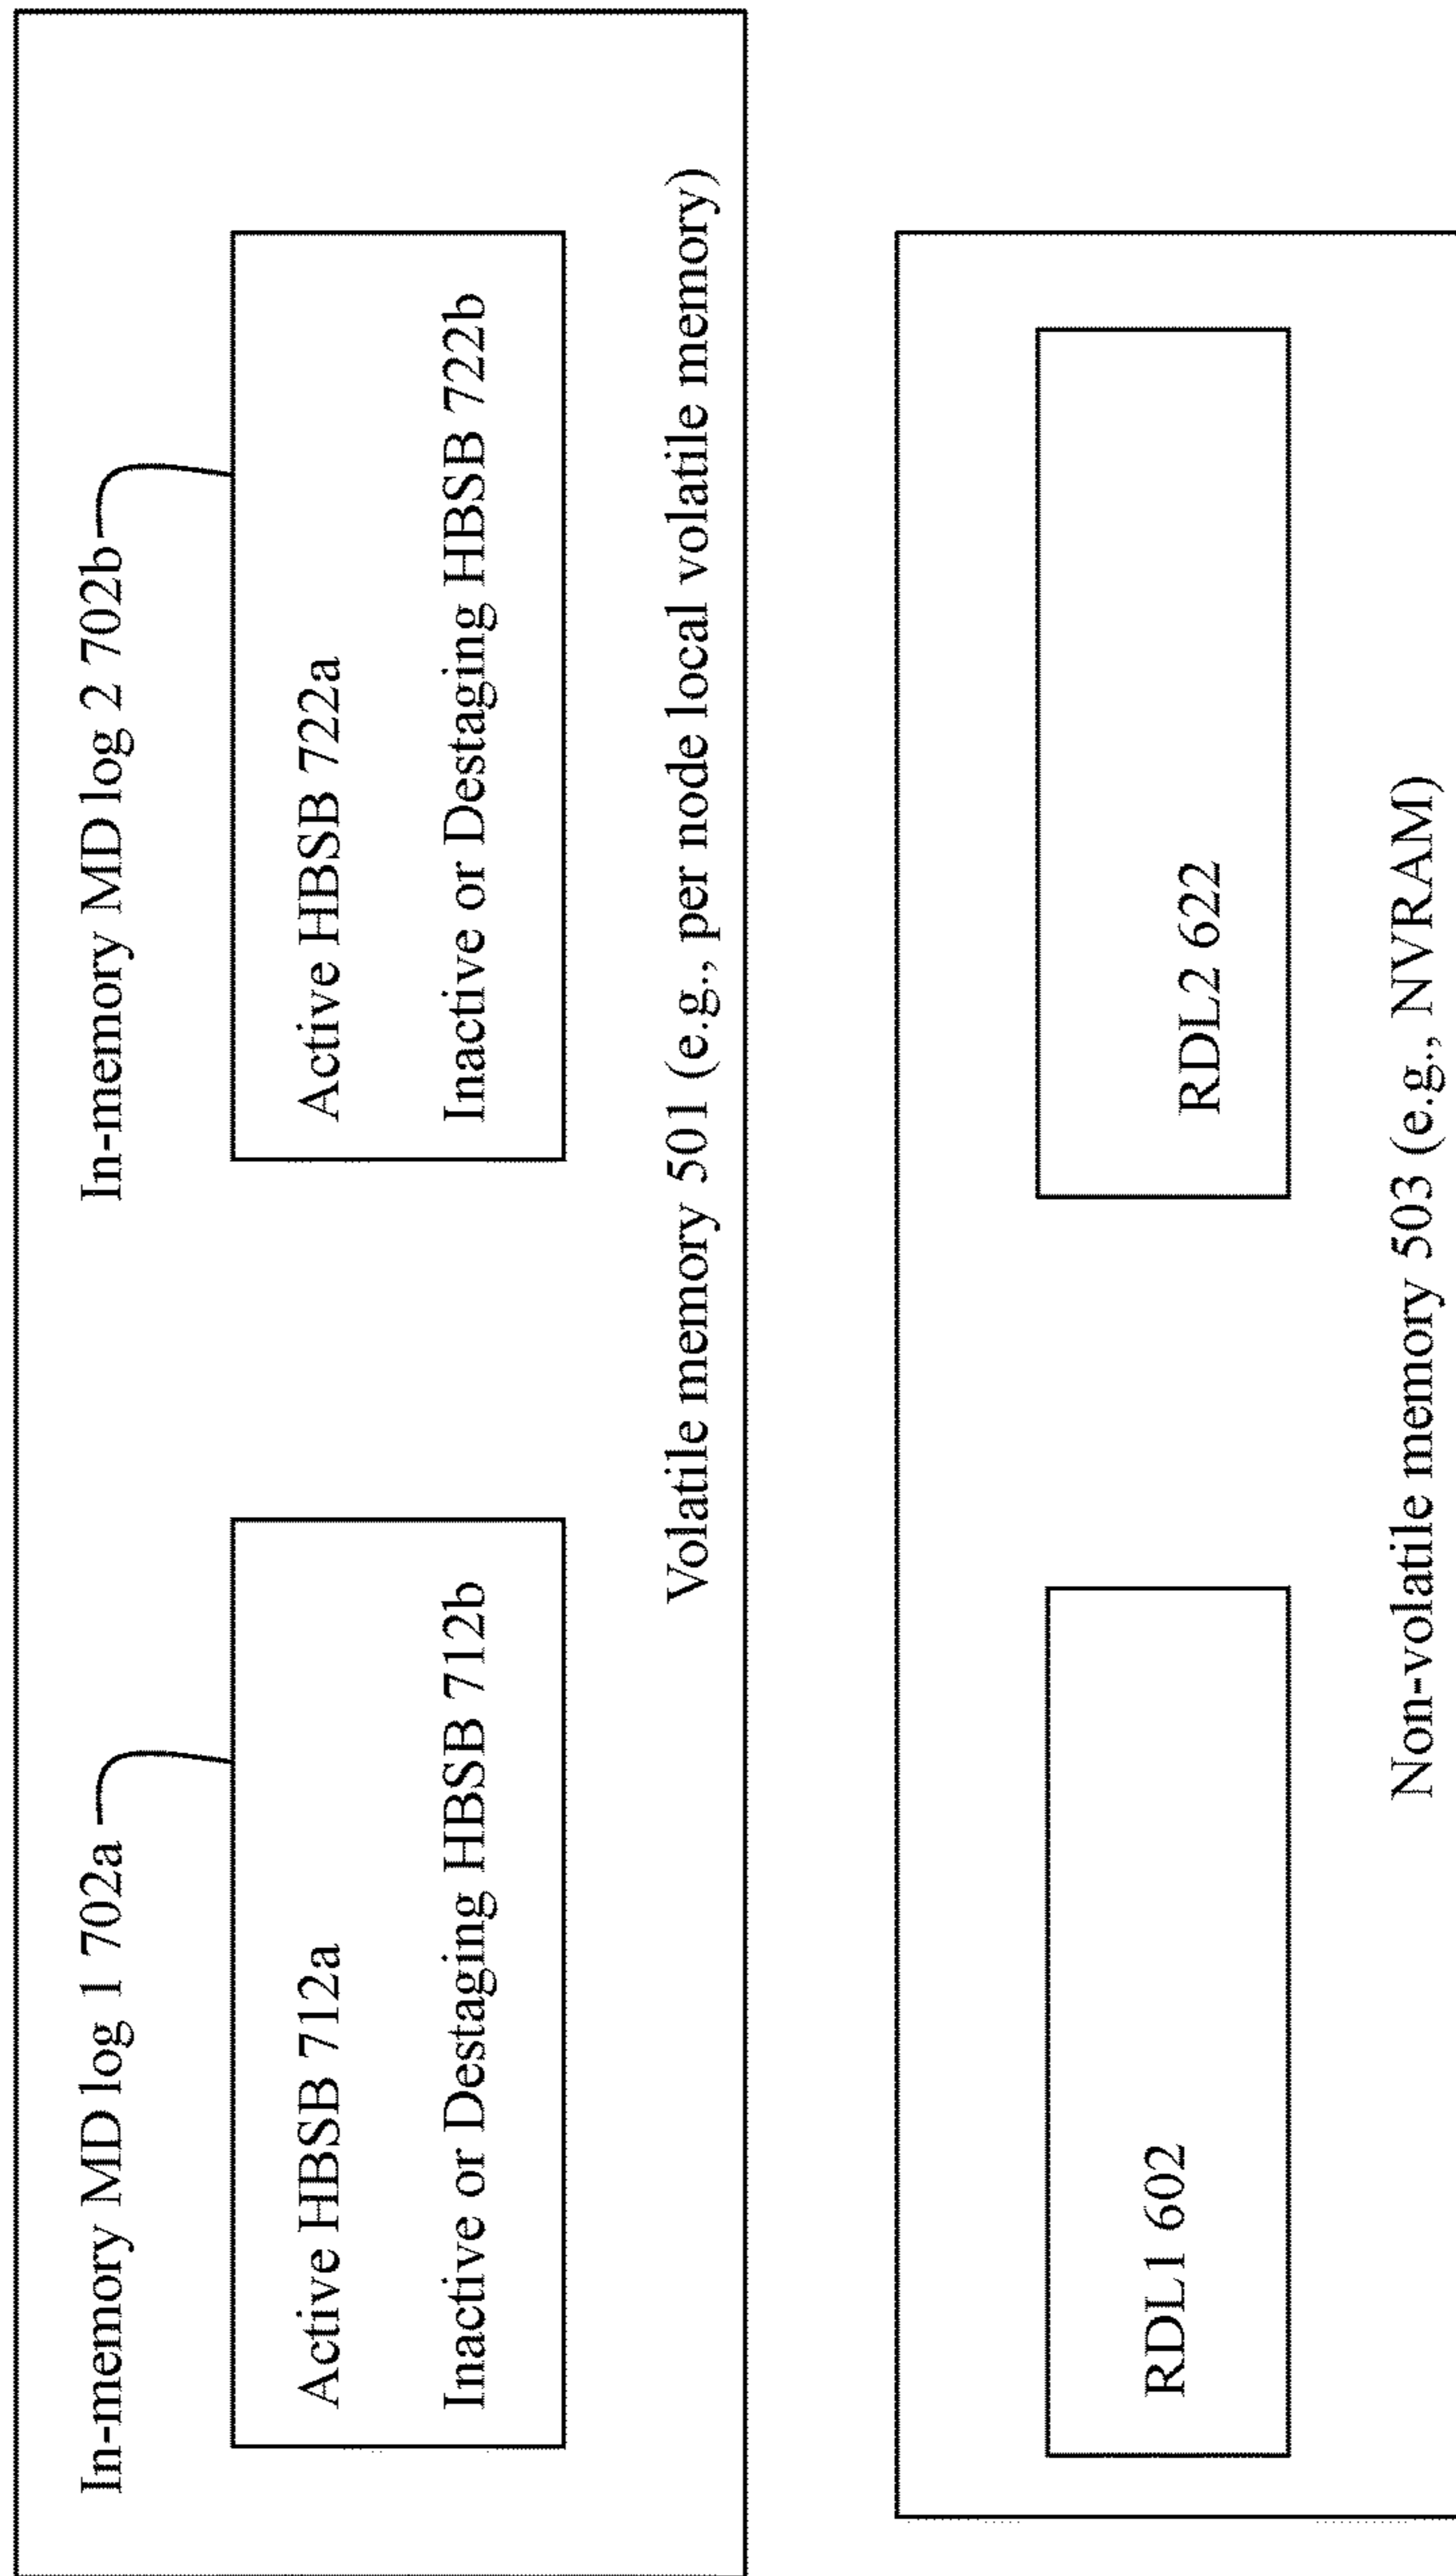 In-memory MD log 1 702a
In-memory MD log 2 702b
Active HBSB 712a
Inactive or Destaging HBSB 712b
Active HBSB 722a
Inactive or Destaging HBSB 722b
Volatile memory 501 (e.g., per node local volatile memory)
RDL1 602
RDL2 622
Non-volatile memory 503 (e.g., NVRAM)